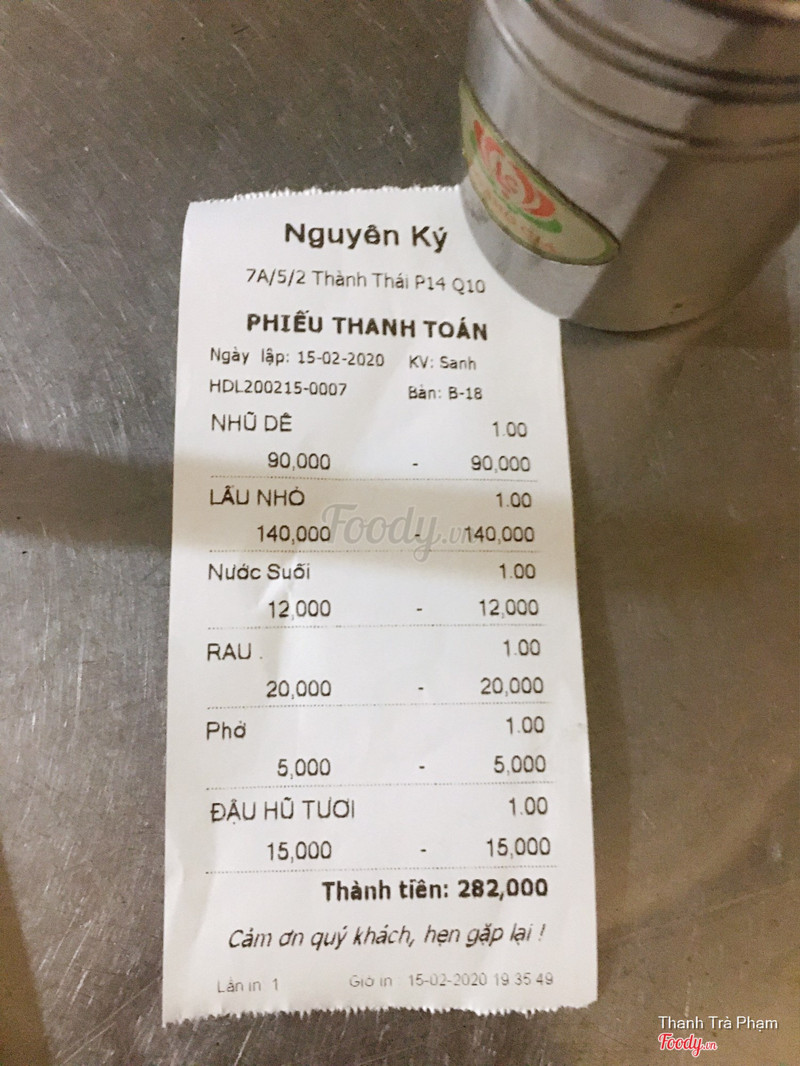 Nguyên Ký
7A/5/2 Thành Thái P14 Q10
PHIẾU THANH TOÁN
Ngày lập: 15-02-2020 KV: Sanh
HDL200215-0007 Bàn: B-18
NHŨ DÊ 1.00
90,000 - 90,000
LẨU NHỎ 1.00
140,000 - 140,000
Foody.vn
Nước Suối 1.00
12,000 - 12,000
RAU . 1.00
20,000 - 20,000
Phở 1.00
5,000 - 5,000
ĐẬU HŨ TƯƠI 1.00
15,000 - 15,000
Thành tiền: 282,000
Cảm ơn quý khách, hẹn gặp lại !
Lần in 1 Giờ in : 15-02-2020 19 35 49
Thanh Trà Phạm
Foody.vn